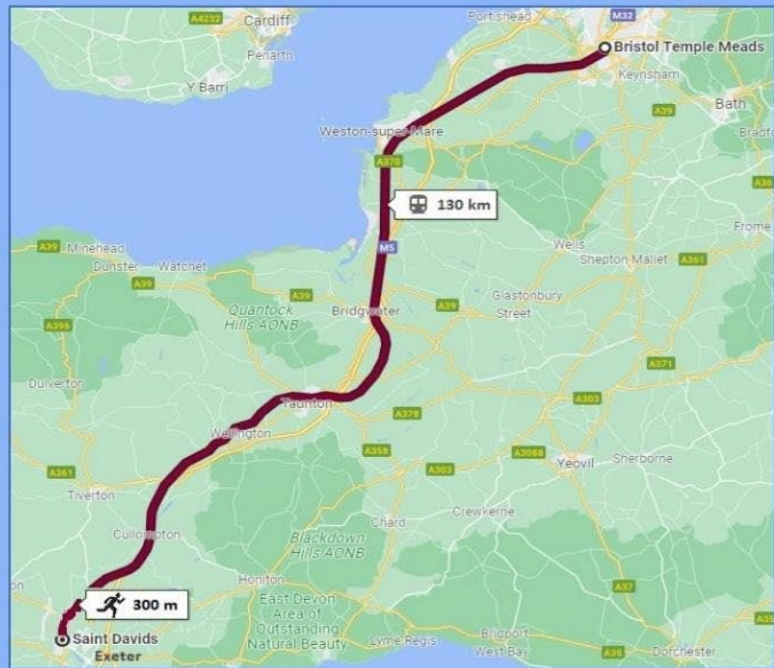 A4232
Cardiff
Portishead
M32
Bristol Temple Meads
Penarth
Keynsham
Y Barri
A39
Bath
Weston-super-Mare
Bradfo
A370
A36
130 km
Frome
Wells
A39
Minehead
M5
Shepton Mallet
A361
Dunster
Watchet
A39
A39
Quantock
Hills AONB
Bridgwater
A39
Glastonbury
Street
A396
A371
Dulverton
Taunton
A378
A303
Wellington
A358
A303
A3088
Sherborne
A361
Yeovil
Tiverton
Crewkerne
Chard
Cullompton
Blackdown
Hills AONB
Honiton
A37
300 m
East Devon
Area of
Outstanding
Natural Beauty
A35
Saint Davids
Exeter
Lyme Regis
Bridport
West Bay
A35
Dorchester